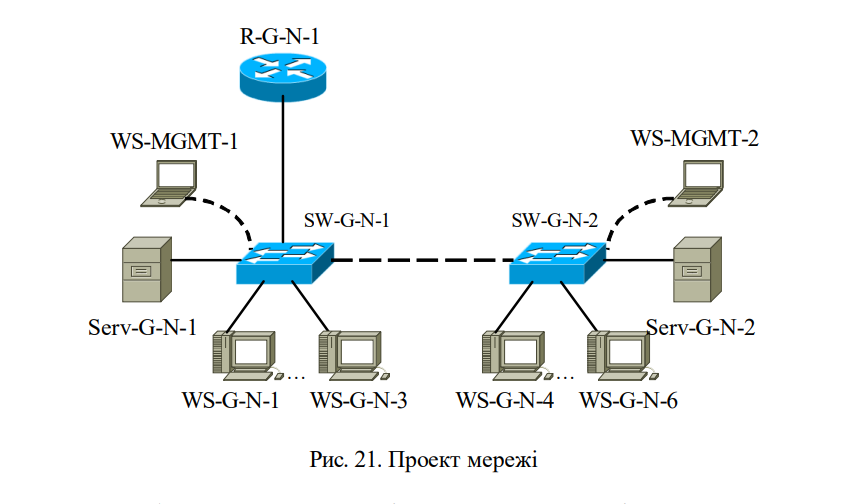 R-G-N-1
WS-MGMT-1
WS-MGMT-2
SW-G-N-1
SW-G-N-2
Serv-G-N-1
Serv-G-N-2
...
...
WS-G-N-1
WS-G-N-3
WS-G-N-4
WS-G-N-6
Рис. 21. Проект мережі